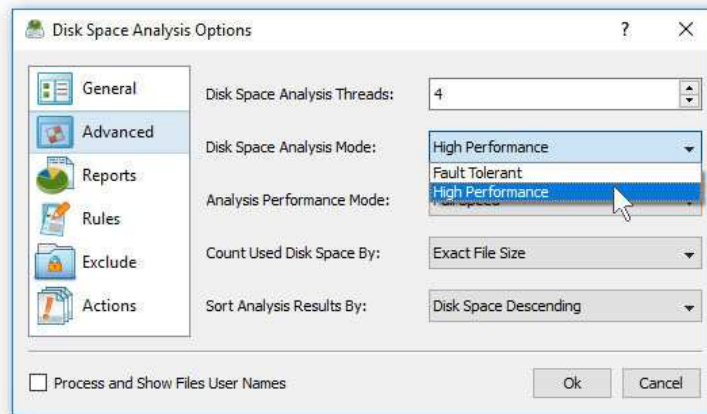 Disk Space Analysis Options
?
General
Advanced
Reports
Rules
Exclude
Actions
Disk Space Analysis Threads:
4
Disk Space Analysis Mode:
High Performance
Fault Tolerant
High Performance
Analysis Performance Mode:
Full Speed
Count Used Disk Space By:
Exact File Size
Sort Analysis Results By:
Disk Space Descending
Process and Show Files User Names
Ok
Cancel